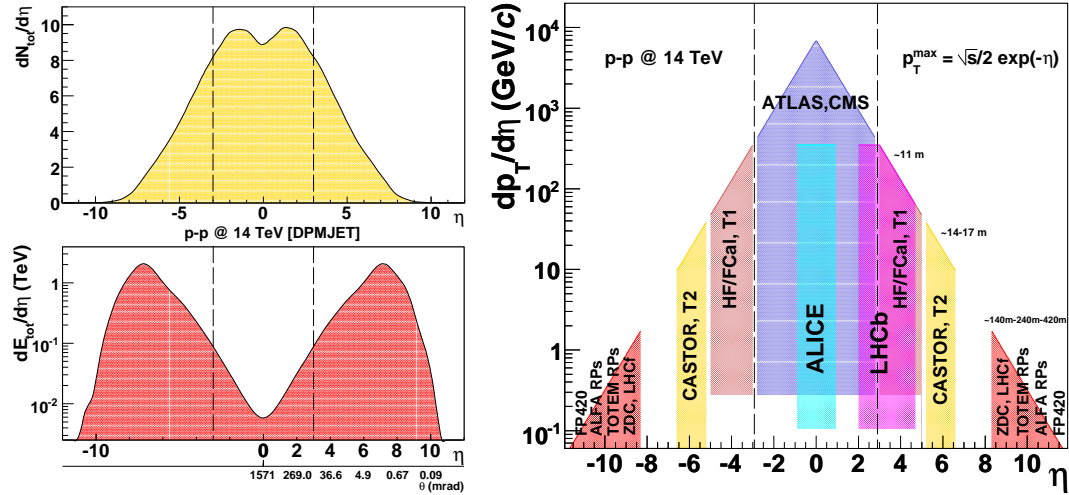 dN_tot/dη
10
8
6
4
2
0
-10 -5 0 5 10 η
p-p @ 14 TeV [DPMJET]
dE_tot/dη (TeV)
1
10^-1
10^-2
-10 0 10 η
1571 269.0 36.6 4.9 0.67 0.09
θ (mrad)
dp_T/dη (GeV/c)
10^4
10^3
10^2
10
1
10^-1
p-p @ 14 TeV
p_T^max = √s/2 exp(-η)
ATLAS,CMS
~11 m
~14-17 m
~140m-240m-420m
FP420
ALFA RPs
TOTEM RPs
ZDC, LHCf
CASTOR, T2
HF/FCal, T1
ALICE
LHCb
HF/FCal, T1
CASTOR, T2
ZDC, LHCf
TOTEM RPs
ALFA RPs
FP420
-10 -8 -6 -4 -2 0 2 4 6 8 10 η